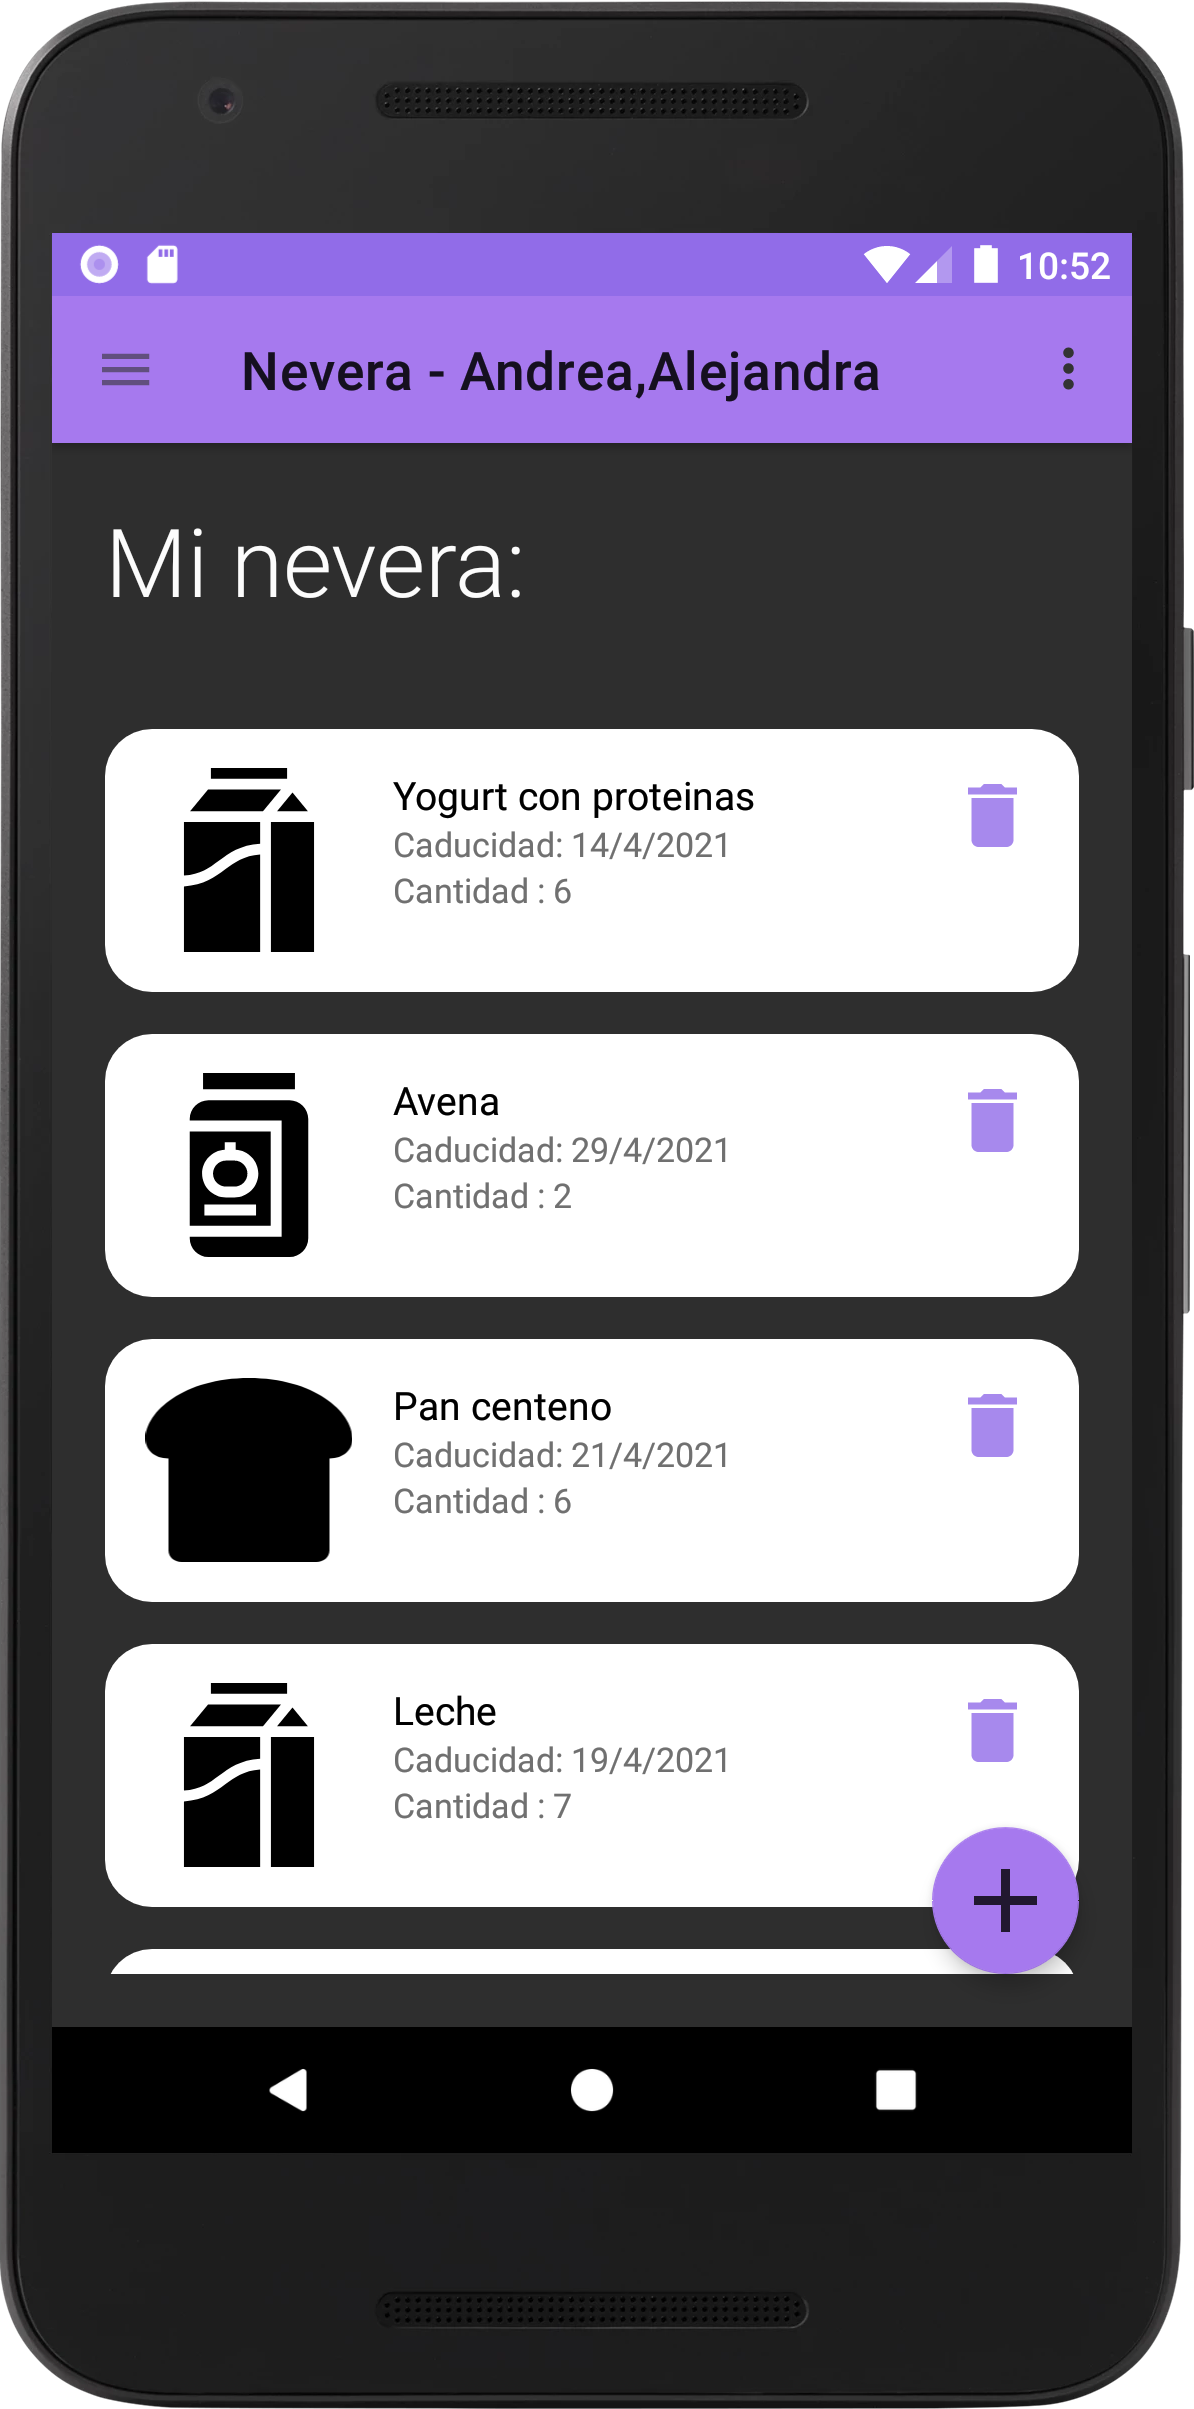 10:52
Nevera - Andrea,Alejandra
Mi nevera:
Yogurt con proteinas
Caducidad: 14/4/2021
Cantidad : 6
Avena
Caducidad: 29/4/2021
Cantidad : 2
Pan centeno
Caducidad: 21/4/2021
Cantidad : 6
Leche
Caducidad: 19/4/2021
Cantidad : 7